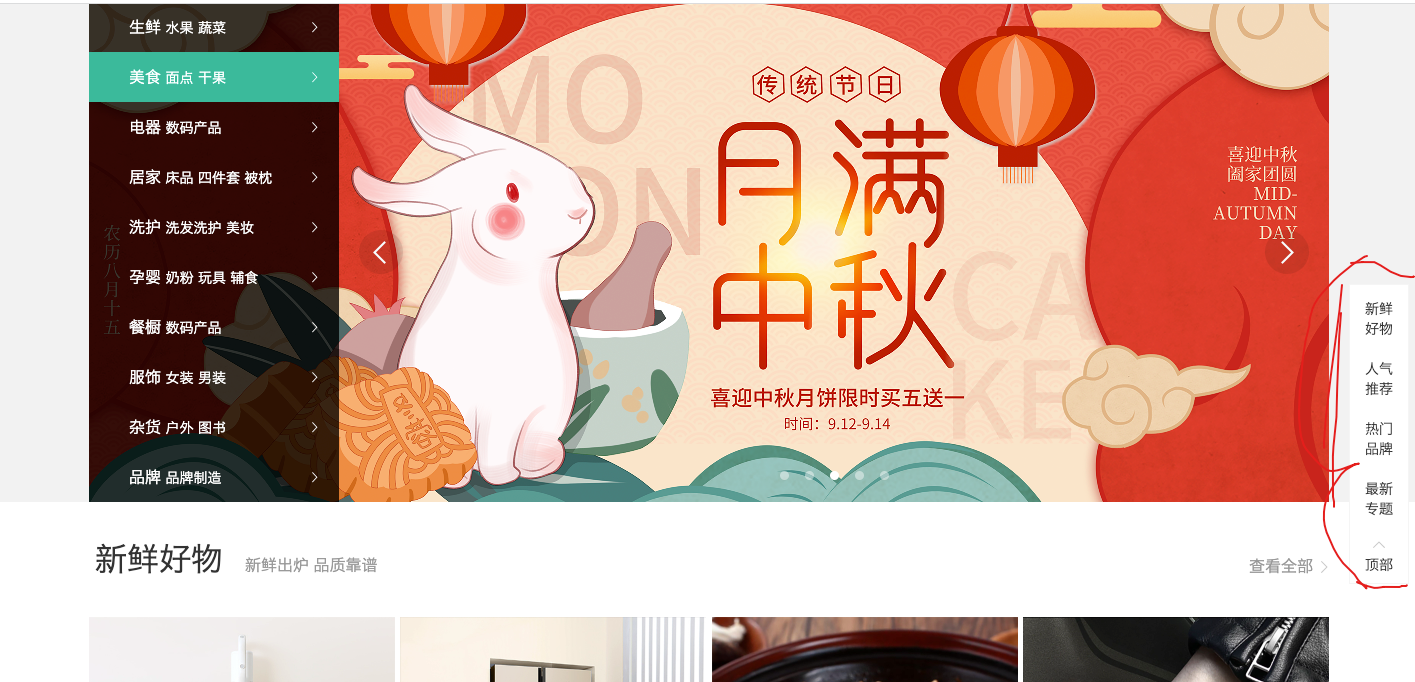 生鲜 水果 蔬菜
美食 面点 干果
电器 数码产品
居家 床品 四件套 被枕
洗护 洗发洗护 美妆
孕婴 奶粉 玩具 辅食
餐橱 数码产品
服饰 女装 男装
杂货 户外 图书
品牌 品牌制造
农历八月十五
MO
ON
CA
KE
传统节日
月满
中秋
喜迎中秋月饼限时买五送一
时间：9.12-9.14
喜迎中秋
阖家团圆
MID-
AUTUMN
DAY
新鲜
好物
人气
推荐
热门
品牌
最新
专题
顶部
新鲜好物 新鲜出炉 品质靠谱
查看全部